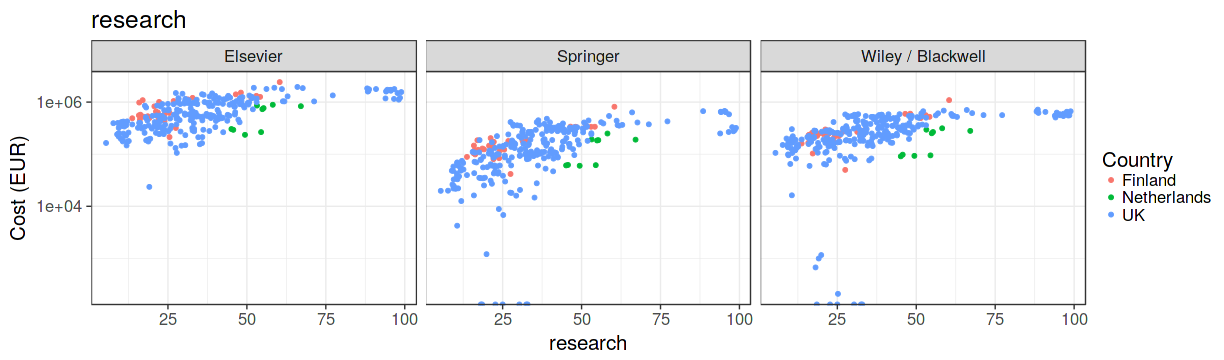 research
Elsevier
Springer
Wiley / Blackwell
Cost (EUR)
1e+06
1e+04
25
50
75
100
25
50
75
100
25
50
75
100
research
Country
Finland
Netherlands
UK